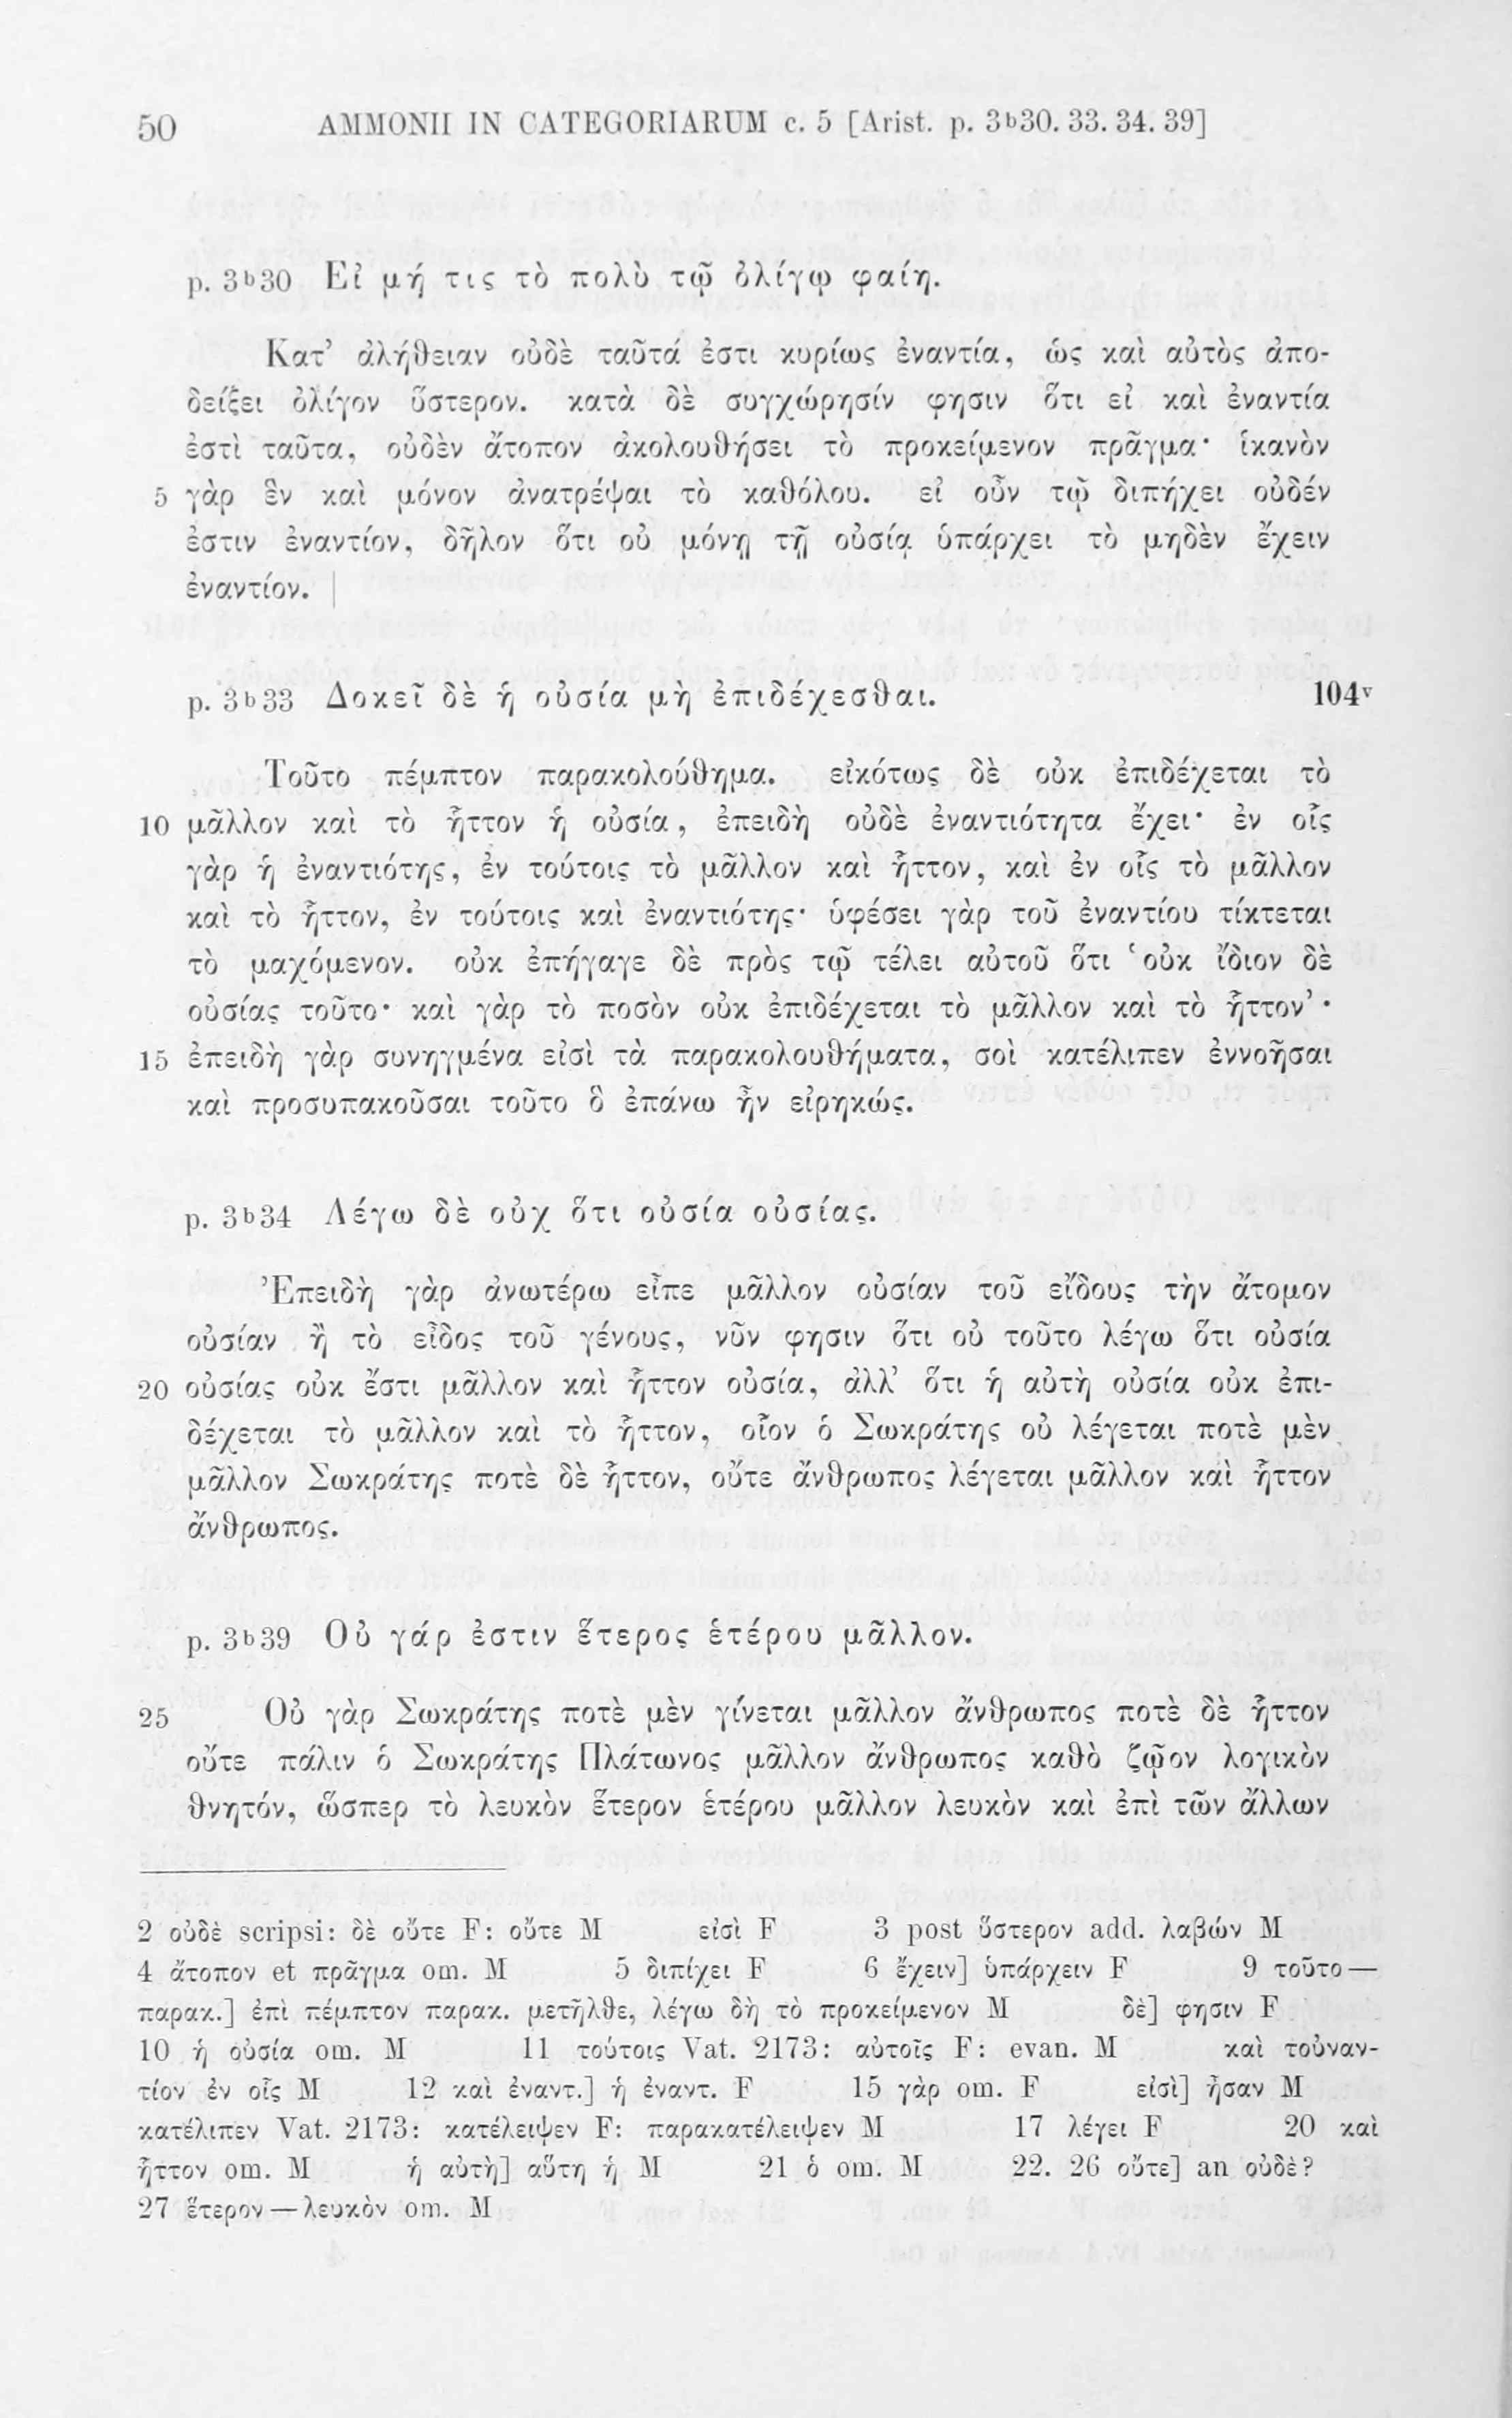 50 AMMONII IN CATEGORIARUM c. 5 [Arist. p. 3b30. 33. 34. 39]
p. 3b30 Εἰ μή τις τὸ πολὺ τῷ ὀλίγῳ φαίη.
Κατ’ ἀλήθειαν οὐδὲ ταῦτά ἐστι κυρίως ἐναντία, ὡς καὶ αὐτὸς ἀπο-
δείξει ὀλίγον ὕστερον. κατὰ δὲ συγχώρησίν φησιν ὅτι εἰ καὶ ἐναντία
ἐστὶ ταῦτα, οὐδὲν ἄτοπον ἀκολουθήσει τὸ προκείμενον πρᾶγμα· ἱκανὸν
5 γὰρ ἓν καὶ μόνον ἀνατρέψαι τὸ καθόλου. εἰ οὖν τῷ διπήχει οὐδέν
ἐστιν ἐναντίον, δῆλον ὅτι οὐ μόνῃ τῇ οὐσίᾳ ὑπάρχει τὸ μηδὲν ἔχειν
ἐναντίον. |
p. 3b33 Δοκεῖ δὲ ἡ οὐσία μὴ ἐπιδέχεσθαι. 104v
Τοῦτο πέμπτον παρακολούθημα. εἰκότως δὲ οὐκ ἐπιδέχεται τὸ
10 μᾶλλον καὶ τὸ ἧττον ἡ οὐσία, ἐπειδὴ οὐδὲ ἐναντιότητα ἔχει· ἐν οἷς
γὰρ ἡ ἐναντιότης, ἐν τούτοις τὸ μᾶλλον καὶ ἧττον, καὶ ἐν οἷς τὸ μᾶλλον
καὶ τὸ ἧττον, ἐν τούτοις καὶ ἐναντιότης· ὑφέσει γὰρ τοῦ ἐναντίου τίκτεται
τὸ μαχόμενον. οὐκ ἐπήγαγε δὲ πρὸς τῷ τέλει αὐτοῦ ὅτι ‘οὐκ ἴδιον δὲ
οὐσίας τοῦτο· καὶ γὰρ τὸ ποσὸν οὐκ ἐπιδέχεται τὸ μᾶλλον καὶ τὸ ἧττον’·
15 ἐπειδὴ γὰρ συνηγμένα εἰσὶ τὰ παρακολουθήματα, σοὶ κατέλιπεν ἐννοῆσαι
καὶ προσυπακοῦσαι τοῦτο ὃ ἐπάνω ἦν εἰρηκώς.
p. 3b34 Λέγω δὲ οὐχ ὅτι οὐσία οὐσίας.
Ἐπειδὴ γὰρ ἀνωτέρω εἶπε μᾶλλον οὐσίαν τοῦ εἴδους τὴν ἄτομον
οὐσίαν ἢ τὸ εἶδος τοῦ γένους, νῦν φησιν ὅτι οὐ τοῦτο λέγω ὅτι οὐσία
20 οὐσίας οὐκ ἔστι μᾶλλον καὶ ἧττον οὐσία, ἀλλ’ ὅτι ἡ αὐτὴ οὐσία οὐκ ἐπι-
δέχεται τὸ μᾶλλον καὶ τὸ ἧττον, οἷον ὁ Σωκράτης οὐ λέγεται ποτὲ μὲν
μᾶλλον Σωκράτης ποτὲ δὲ ἧττον, οὔτε ἄνθρωπος λέγεται μᾶλλον καὶ ἧττον
ἄνθρωπος.
p. 3b39 Οὐ γάρ ἐστιν ἕτερος ἑτέρου μᾶλλον.
25 Οὐ γὰρ Σωκράτης ποτὲ μὲν γίνεται μᾶλλον ἄνθρωπος ποτὲ δὲ ἧττον
οὔτε πάλιν ὁ Σωκράτης Πλάτωνος μᾶλλον ἄνθρωπος καθὸ ζῷον λογικὸν
θνητόν, ὥσπερ τὸ λευκὸν ἕτερον ἑτέρου μᾶλλον λευκὸν καὶ ἐπὶ τῶν ἄλλων
2 οὐδὲ scripsi: δὲ οὔτε F: οὔτε M εἰσὶ F 3 post ὕστερον add. λαβών M
4 ἄτοπον et πρᾶγμα om. M 5 διπίχει F 6 ἔχειν] ὑπάρχειν F 9 τοῦτο —
παρακ.] ἐπὶ πέμπτον παρακ. μετῆλθε, λέγω δὴ τὸ προκείμενον M δὲ] φησιν F
10 ἡ οὐσία om. M 11 τούτοις Vat. 2173: αὐτοῖς F: evan. M καὶ τοὐναν-
τίον ἐν οἷς M 12 καὶ ἐναντ.] ἡ ἐναντ. F 15 γὰρ om. F εἰσὶ] ἦσαν M
κατέλιπεν Vat. 2173: κατέλειψεν F: παρακατέλειψεν M 17 λέγει F 20 καὶ
ἧττον om. M ἡ αὐτὴ] αὕτη ἡ M 21 ὁ om. M 22. 26 οὔτε] an οὐδὲ?
27 ἕτερον — λευκὸν om. M